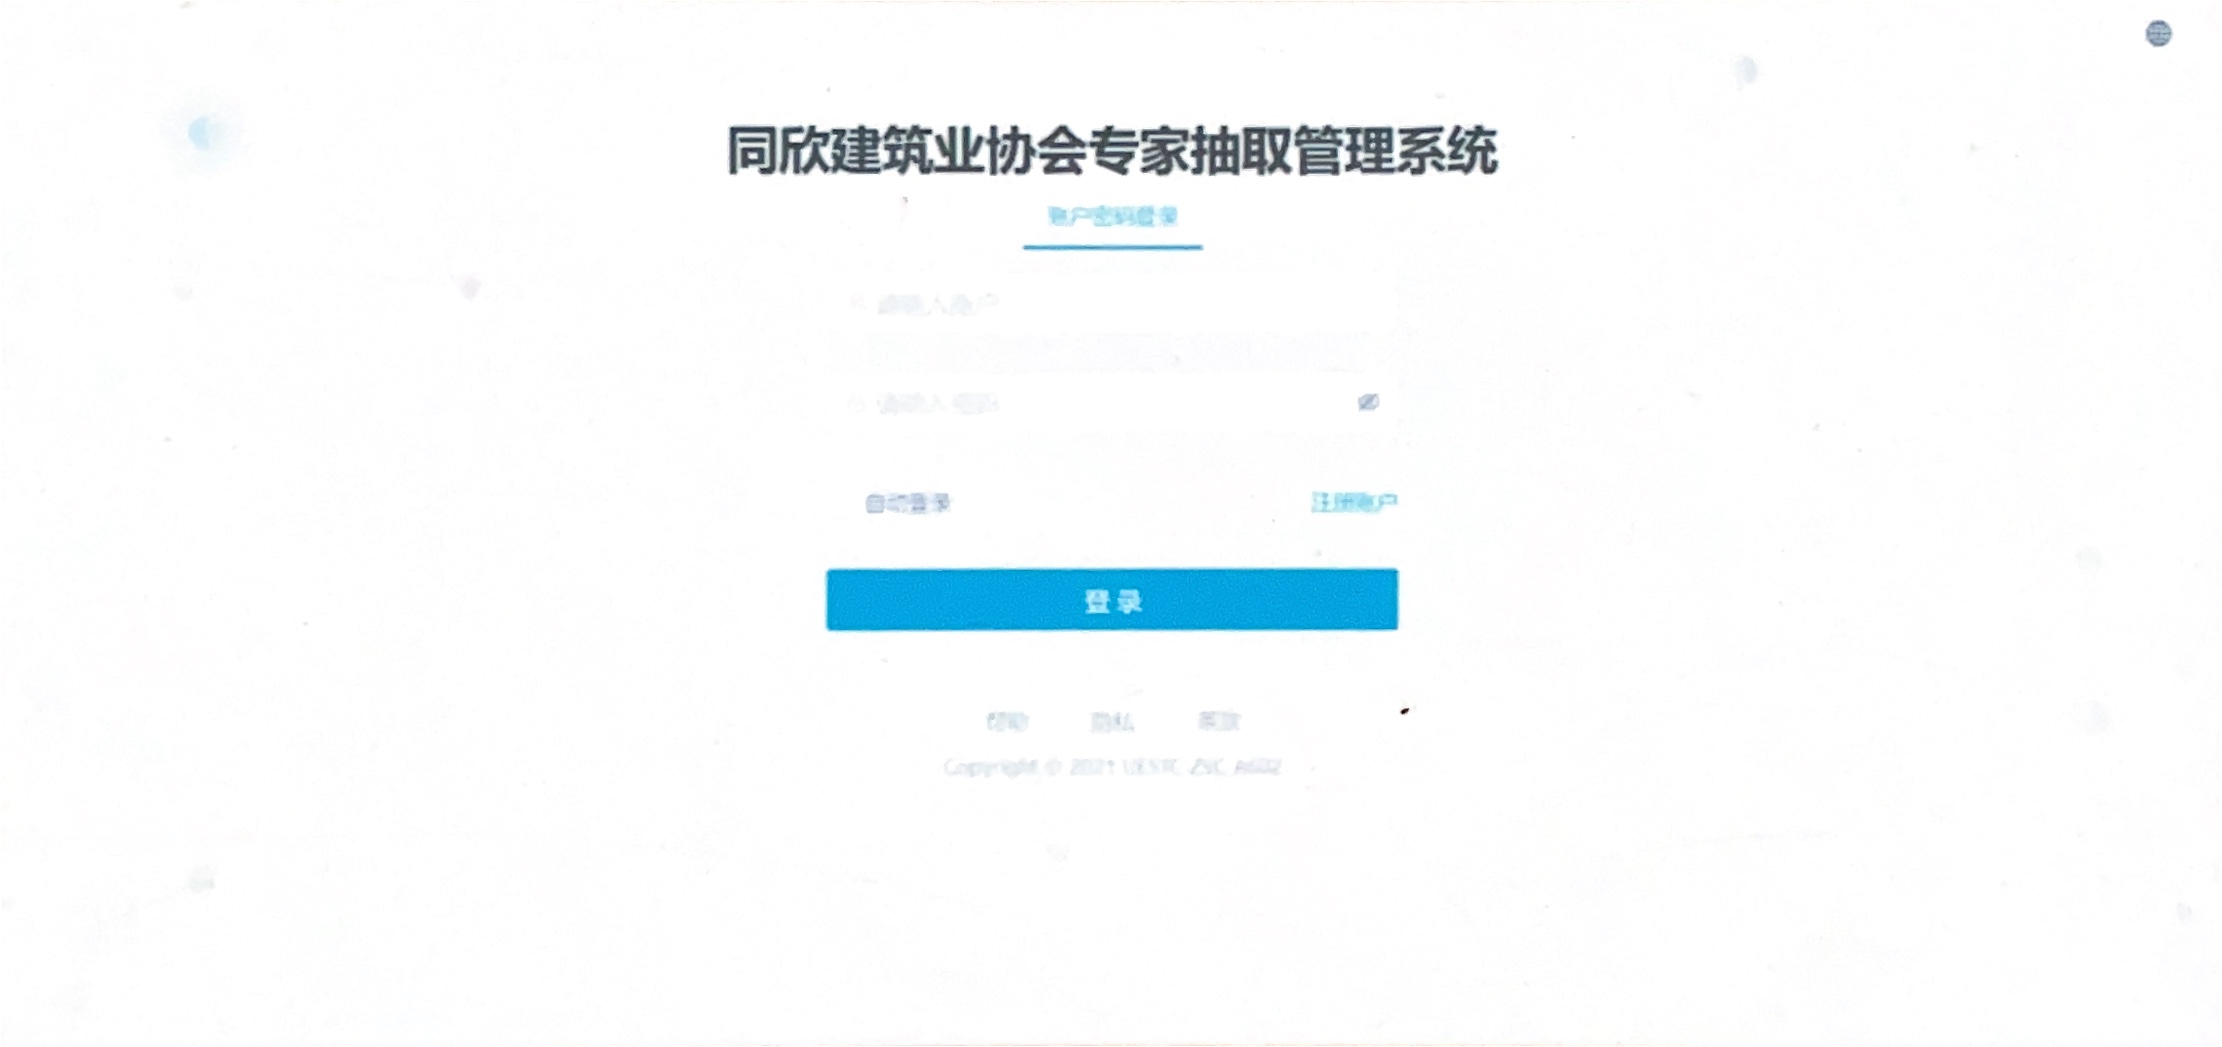 同欣建筑业协会专家抽取管理系统
账户密码登录
请输入账户
请输入密码
自动登录 注册账户
登 录
帮助 隐私 条款
Copyright © 2021 UESTC ZSC A602